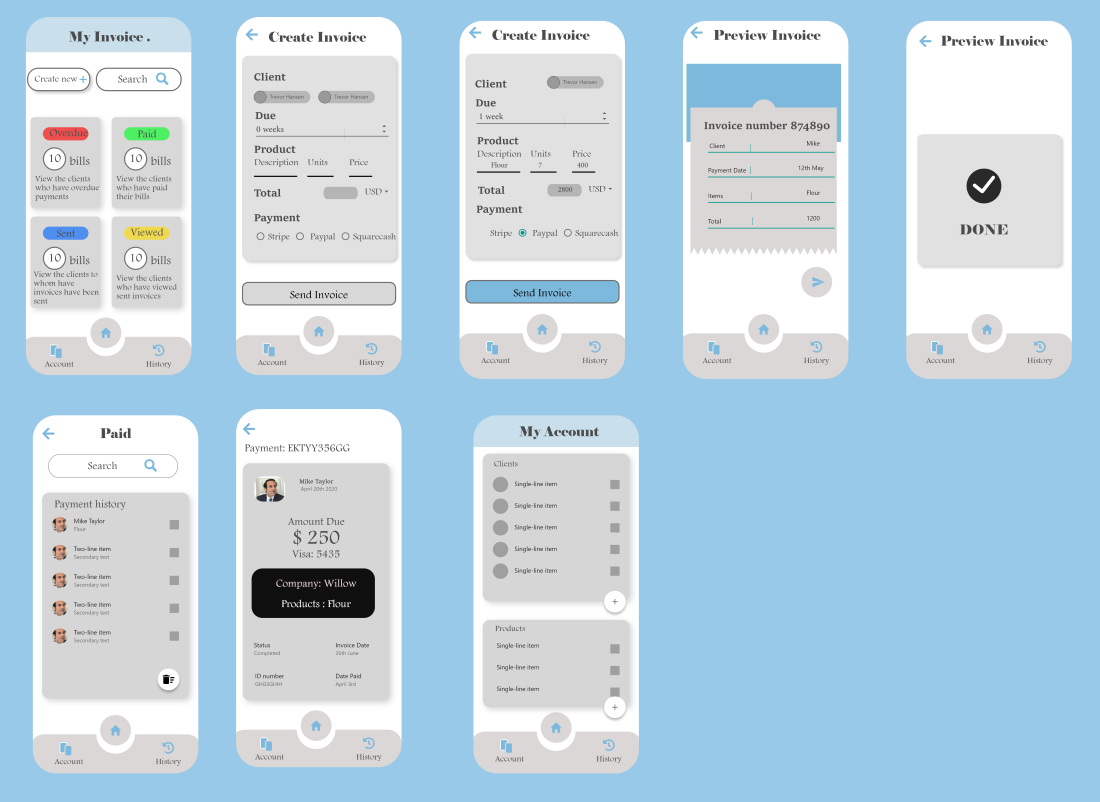 My Invoice .
Create new +
Search
Overdue
Paid
10 bills
10 bills
View the clients
who have overdue
payments
View the clients
who have paid
their bills
Sent
Viewed
10 bills
10 bills
View the clients to
whom have
invoices have been
sent
View the clients
who have viewed
sent invoices
Account
History
Create Invoice
Client
Trevor Hansen
Trevor Hansen
Due
0 weeks
Product
Description Units Price
Total
USD
Payment
Stripe Paypal Squarecash
Send Invoice
Account
History
Create Invoice
Client
Trevor Hansen
Due
1 week
Product
Description Units Price
Flour 7 400
Total 2800 USD
Payment
Stripe Paypal Squarecash
Send Invoice
Account
History
Preview Invoice
Invoice number 874890
Client Mike
Payment Date 12th May
Items Flour
Total 1200
Account
History
Preview Invoice
DONE
Account
History
Paid
Search
Payment history
Mike Taylor
Flour
Two-line item
Secondary text
Two-line item
Secondary text
Two-line item
Secondary text
Two-line item
Secondary text
Account
History
Payment: EKTYY356GG
Mike Taylor
April 20th 2020
Amount Due
$ 250
Visa: 5435
Company: Willow
Products : Flour
Status
Completed
Invoice Date
ID number
Date Paid
April 3rd
Account
History
My Account
Clients
Single-line item
Single-line item
Single-line item
Single-line item
Single-line item
+
Products
Single-line item
Single-line item
Single-line item
+
Account
History